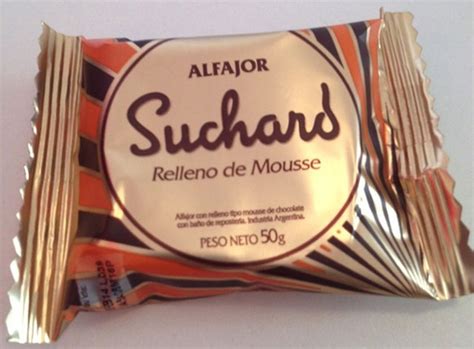 ALFAJOR
Suchard
Relleno de Mousse
Alfajor con relleno tipo mousse de chocolate
con baño de repostería. Industria Argentina.
PESO NETO 50g